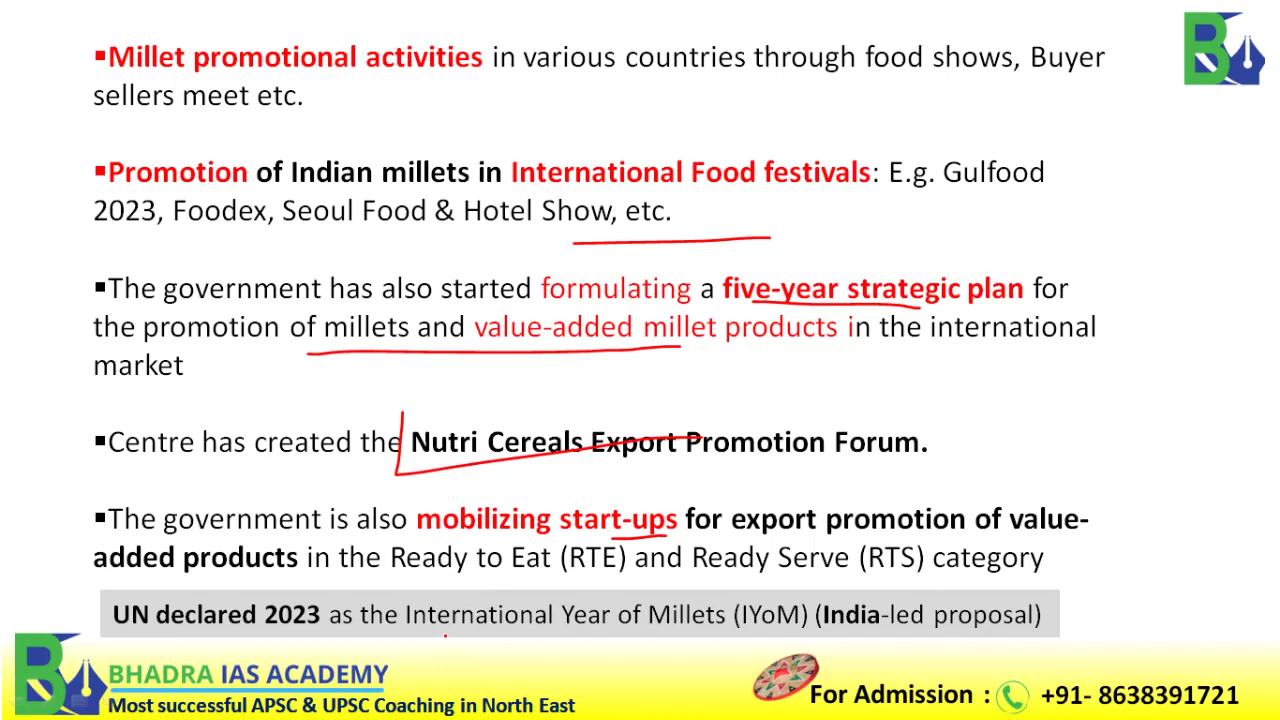 ▪Millet promotional activities in various countries through food shows, Buyer
sellers meet etc.
▪Promotion of Indian millets in International Food festivals: E.g. Gulfood
2023, Foodex, Seoul Food & Hotel Show, etc.
▪The government has also started formulating a five-year strategic plan for
the promotion of millets and value-added millet products in the international
market
▪Centre has created the Nutri Cereals Export Promotion Forum.
▪The government is also mobilizing start-ups for export promotion of value-
added products in the Ready to Eat (RTE) and Ready Serve (RTS) category
UN declared 2023 as the International Year of Millets (IYoM) (India-led proposal)
BHADRA IAS ACADEMY
Most successful APSC & UPSC Coaching in North East
For Admission : +91- 8638391721